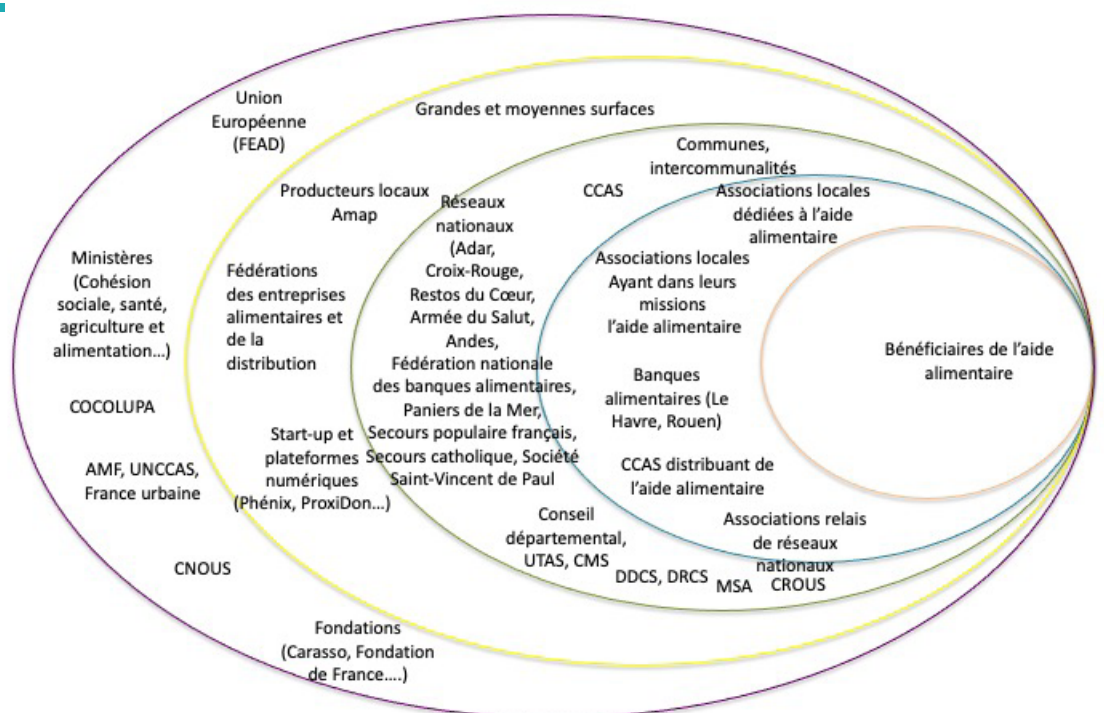 Union
Européenne
(FEAD)
Grandes et moyennes surfaces
Communes,
intercommunalités
Producteurs locaux
Amap
CCAS
Associations locales
dédiées à l'aide
alimentaire
Réseaux
nationaux
(Adar,
Croix-Rouge,
Restos du Cœur,
Armée du Salut,
Andes,
Fédération nationale
des banques alimentaires,
Paniers de la Mer,
Secours populaire français,
Secours catholique, Société
Saint-Vincent de Paul
Ministères
(Cohésion
sociale, santé,
agriculture et
alimentation…)
Fédérations
des entreprises
alimentaires et
de la
distribution
Associations locales
Ayant dans leurs
missions
l'aide alimentaire
Bénéficiaires de l'aide
alimentaire
Banques
alimentaires (Le
Havre, Rouen)
COCOLUPA
Start-up et
plateformes
numériques
(Phénix, ProxiDon…)
AMF, UNCCAS,
France urbaine
CCAS distribuant de
l'aide alimentaire
Conseil
départemental,
UTAS, CMS
Associations relais
de réseaux
nationaux
CNOUS
DDCS, DRCS
MSA
CROUS
Fondations
(Carasso, Fondation
de France….)